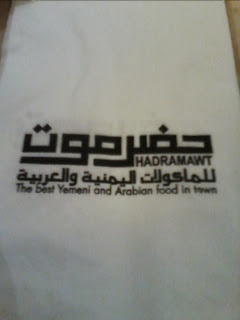 حضرموت
HADRAMAWT
للمأكولات اليمنية والعربية
The best Yemeni and Arabian food in town